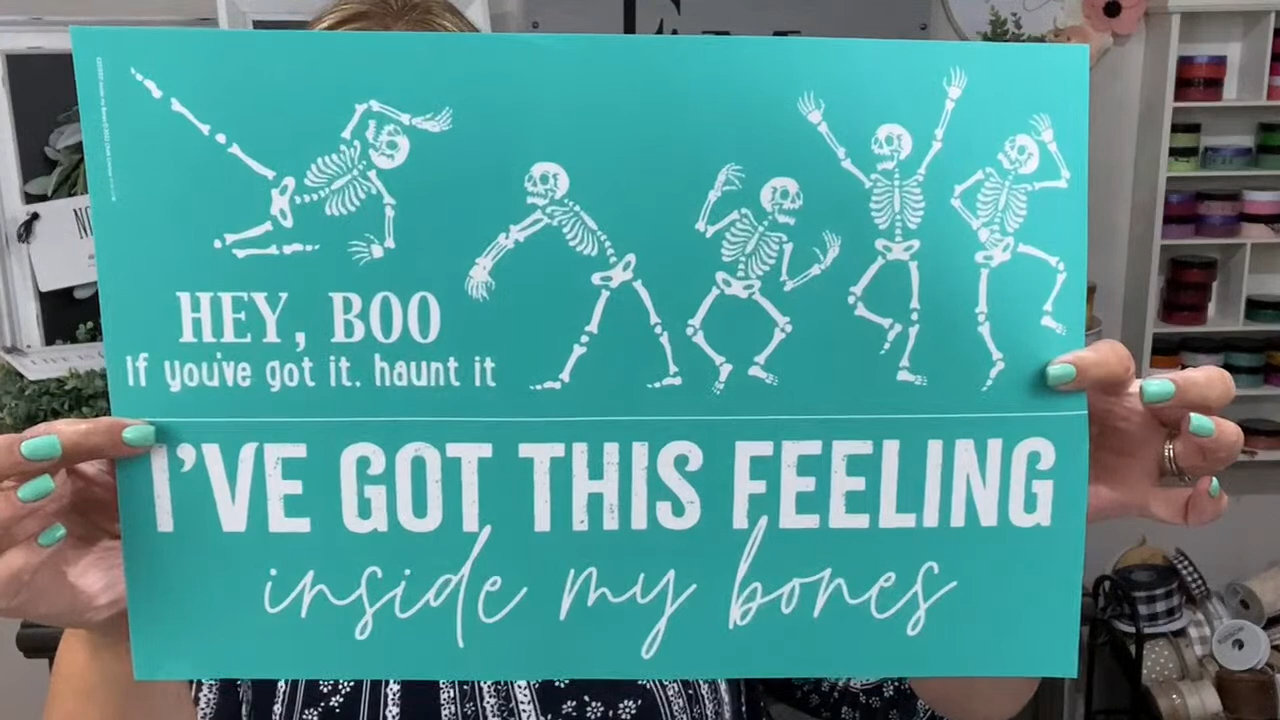 HEY, BOO
If you've got it. haunt it
I'VE GOT THIS FEELING
inside my bones